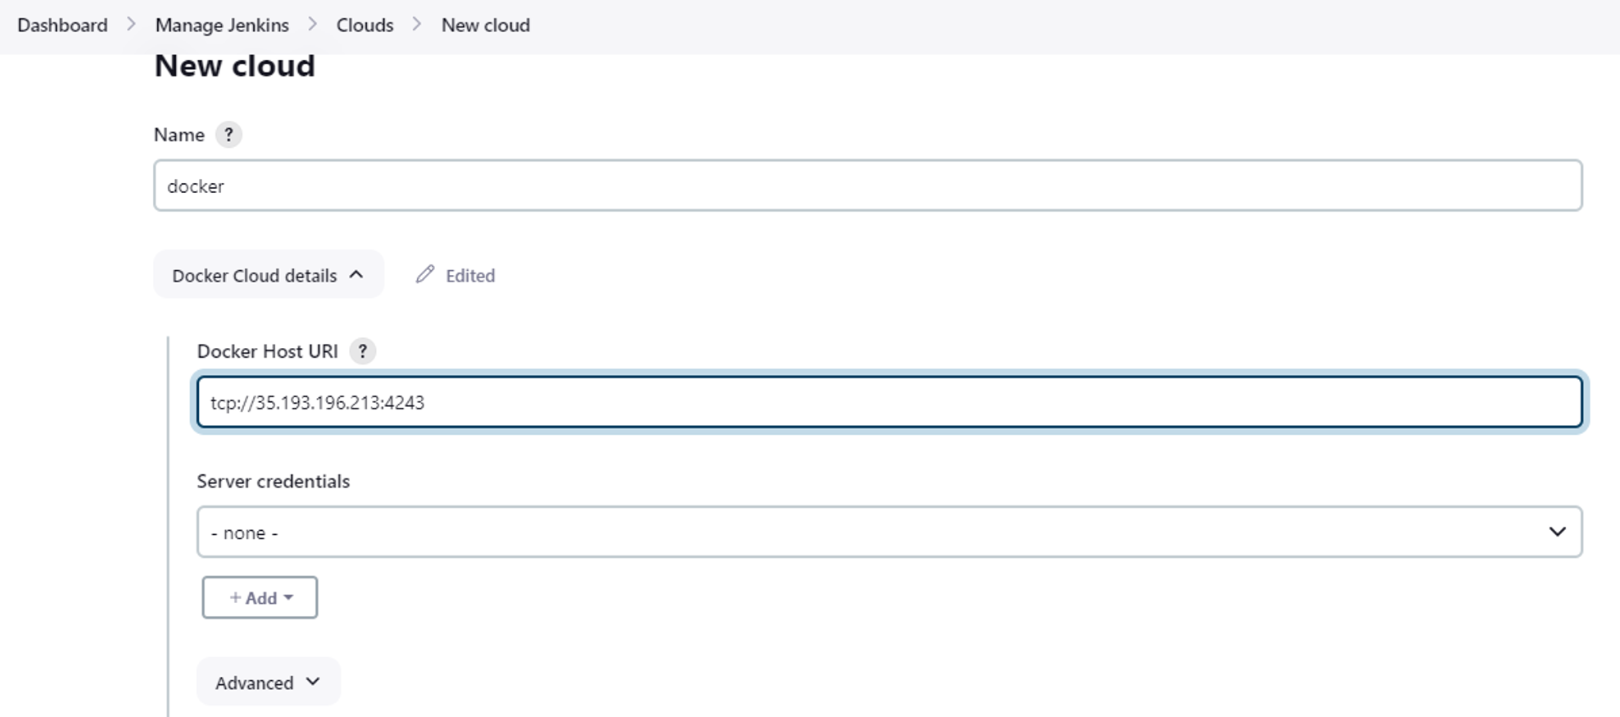 Dashboard > Manage Jenkins > Clouds > New cloud
New cloud
Name ?
docker
Docker Cloud details Edited
Docker Host URI ?
tcp://35.193.196.213:4243
Server credentials
- none -
+ Add
Advanced